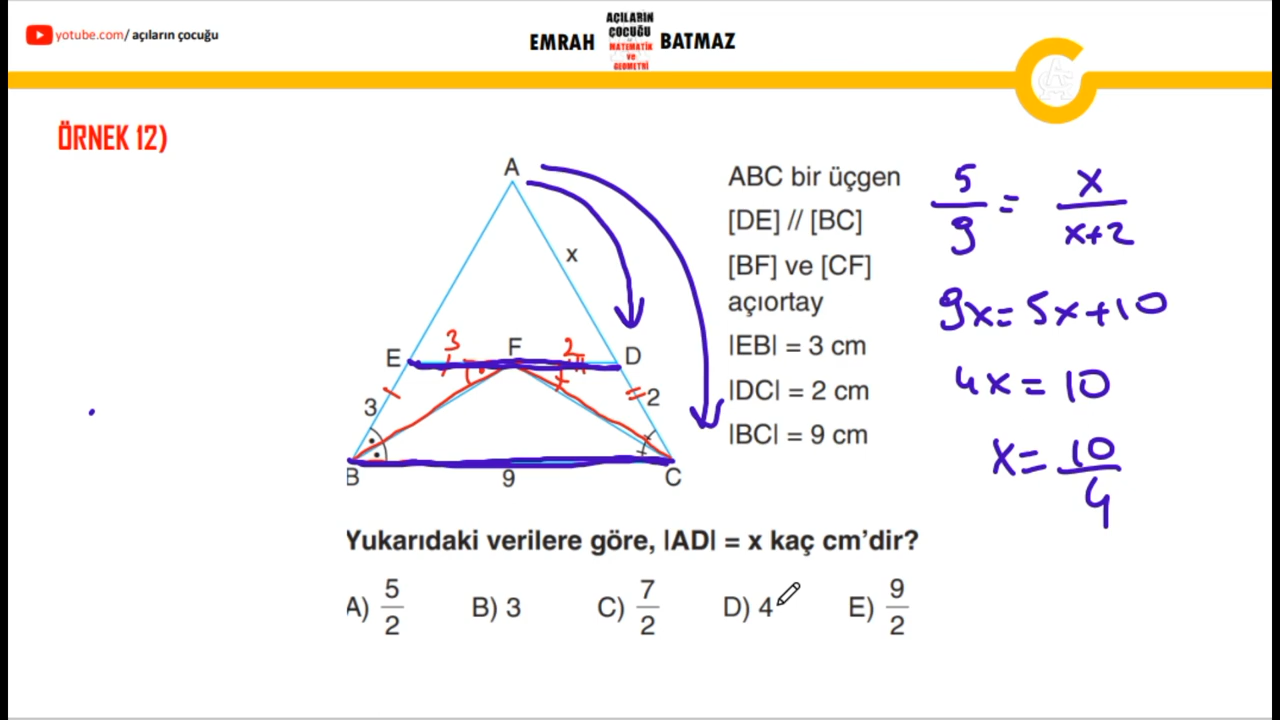 yotube.com/ açıların çocuğu
EMRAH AÇILARIN ÇOCUĞU MATEMATİK ve GEOMETRİ BATMAZ
ÖRNEK 12)
A
x
E 3 F 2 D
3 2
B 9 C
ABC bir üçgen
[DE] // [BC]
[BF] ve [CF]
açıortay
|EB| = 3 cm
|DC| = 2 cm
|BC| = 9 cm
5/9 = x/x+2
9x = 5x+10
4x = 10
x = 10/4
Yukarıdaki verilere göre, |AD| = x kaç cm'dir?
A) 5/2 B) 3 C) 7/2 D) 4 E) 9/2